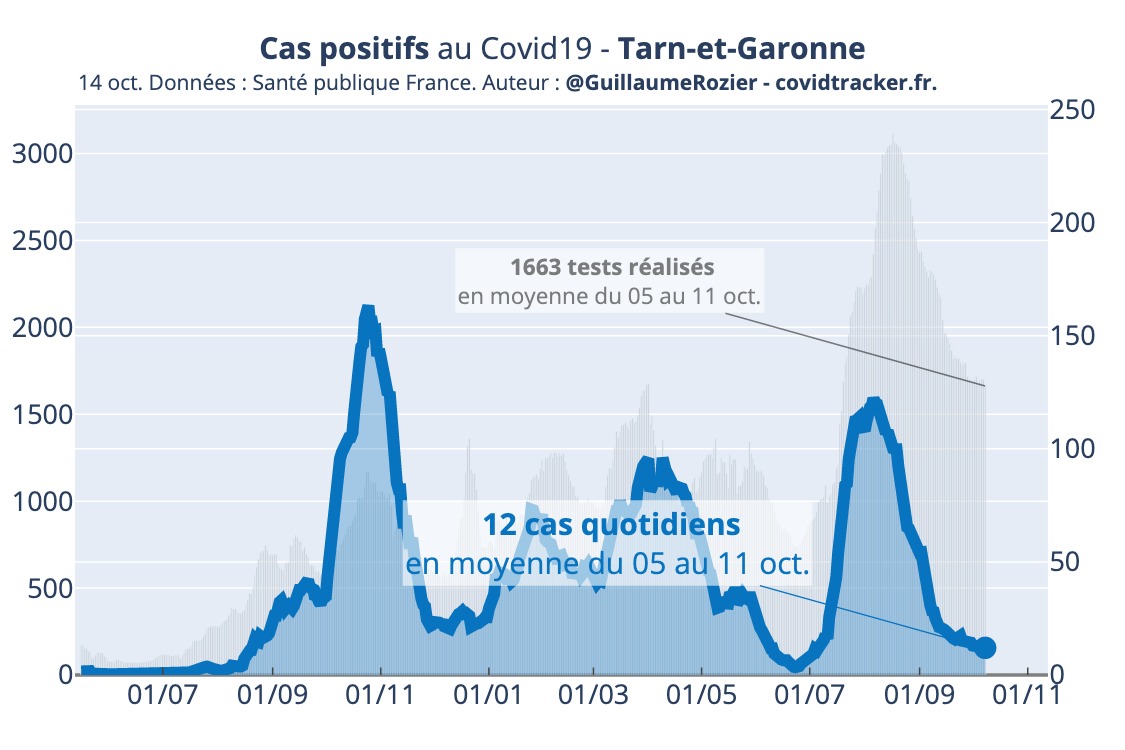 Cas positifs au Covid19 - Tarn-et-Garonne
14 oct. Données : Santé publique France. Auteur : @GuillaumeRozier - covidtracker.fr.
250
3000
200
2500
1663 tests réalisés
en moyenne du 05 au 11 oct.
2000
150
1500
100
1000
12 cas quotidiens
en moyenne du 05 au 11 oct.
50
500
0
0
01/07 01/09 01/11 01/01 01/03 01/05 01/07 01/09 01/11